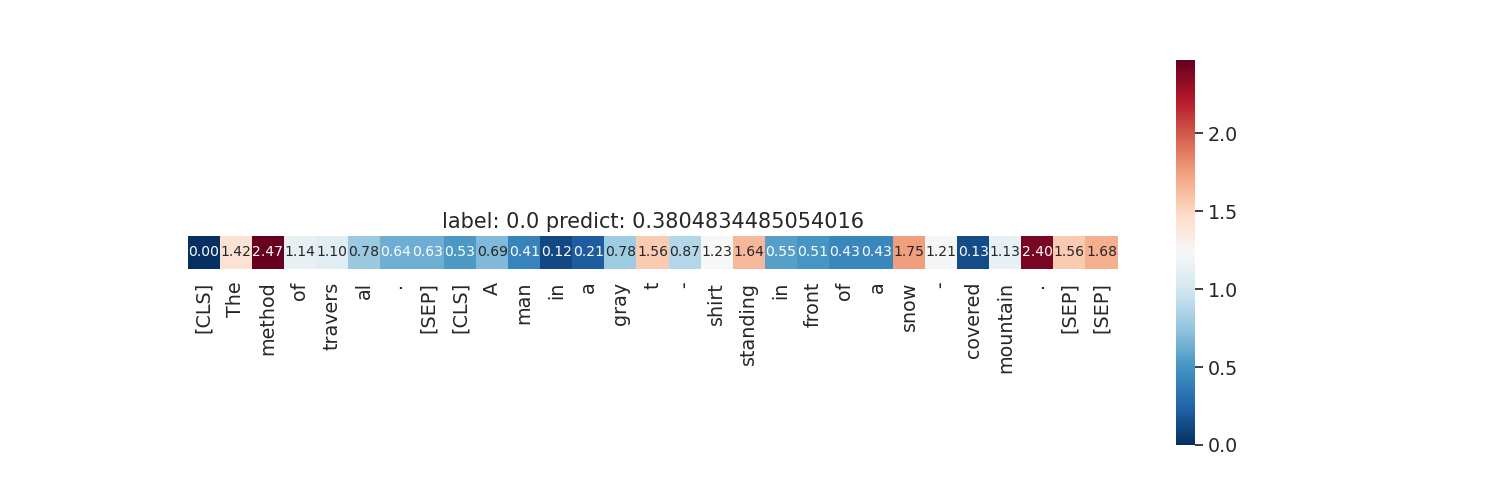 label: 0.0 predict: 0.3804834485054016
0.00 1.42 2.47 1.14 1.10 0.78 0.64 0.63 0.53 0.69 0.41 0.12 0.21 0.78 1.56 0.87 1.23 1.64 0.55 0.51 0.43 0.43 1.75 1.21 0.13 1.13 2.40 1.56 1.68
[CLS] The method of travers al . [SEP] [CLS] A man in a gray t - shirt standing in front of a snow - covered mountain . [SEP] [SEP]
2.0
1.5
1.0
0.5
0.0